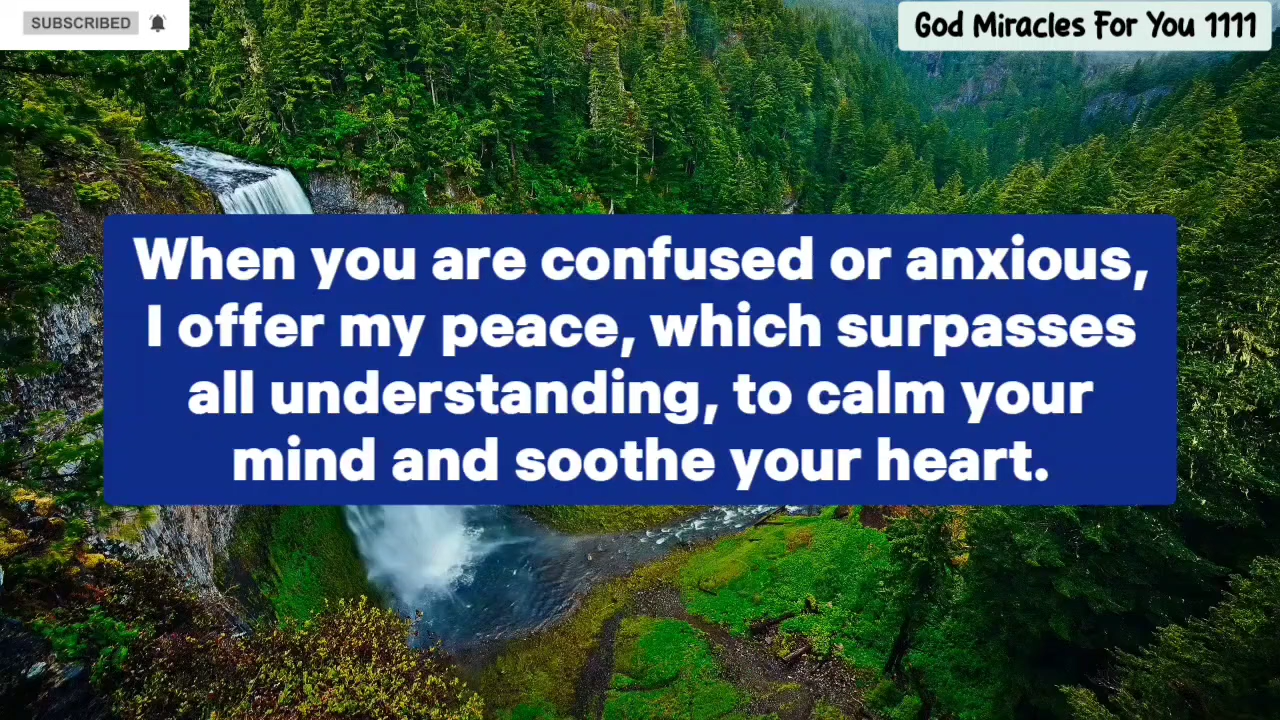 SUBSCRIBED
God Miracles For You 1111
When you are confused or anxious,
I offer my peace, which surpasses
all understanding, to calm your
mind and soothe your heart.